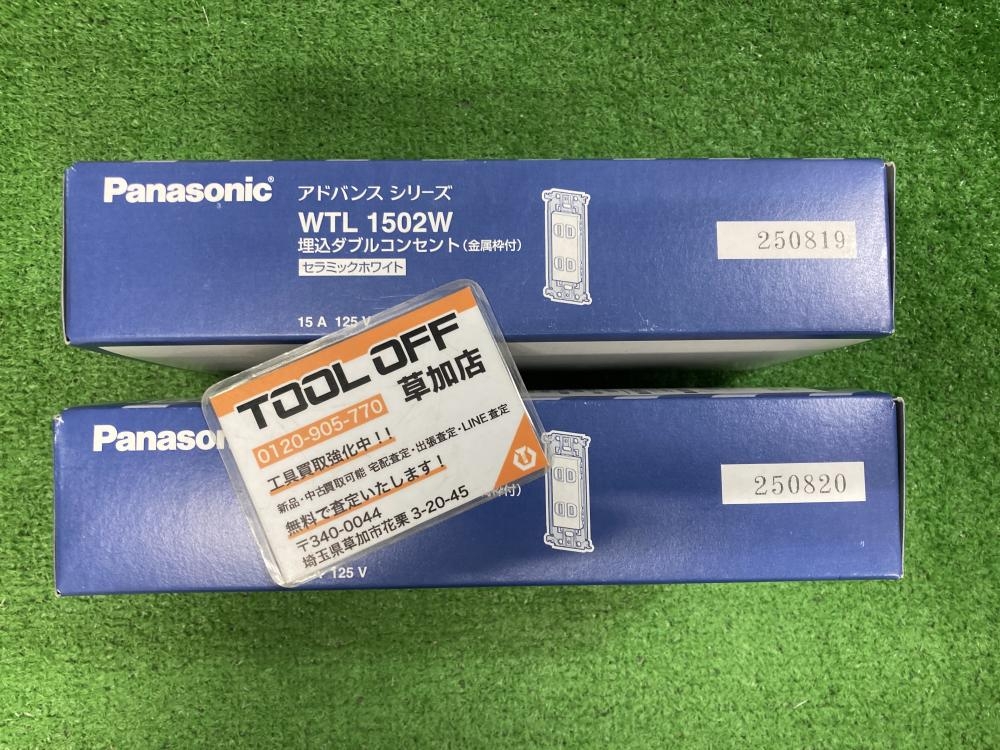 Panasonic®
アドバンス シリーズ
WTL 1502W
埋込ダブルコンセント(金属枠付)
セラミックホワイト
15 A 125 V
250819
TOOL OFF
草加店
0120-905-770
工具買取強化中!!
新品・中古買取可能 宅配査定・出張査定・LINE査定
無料で査定いたします!
〒340-0044
埼玉県草加市花栗 3-20-45
Panason
枠付)
125 V
250820